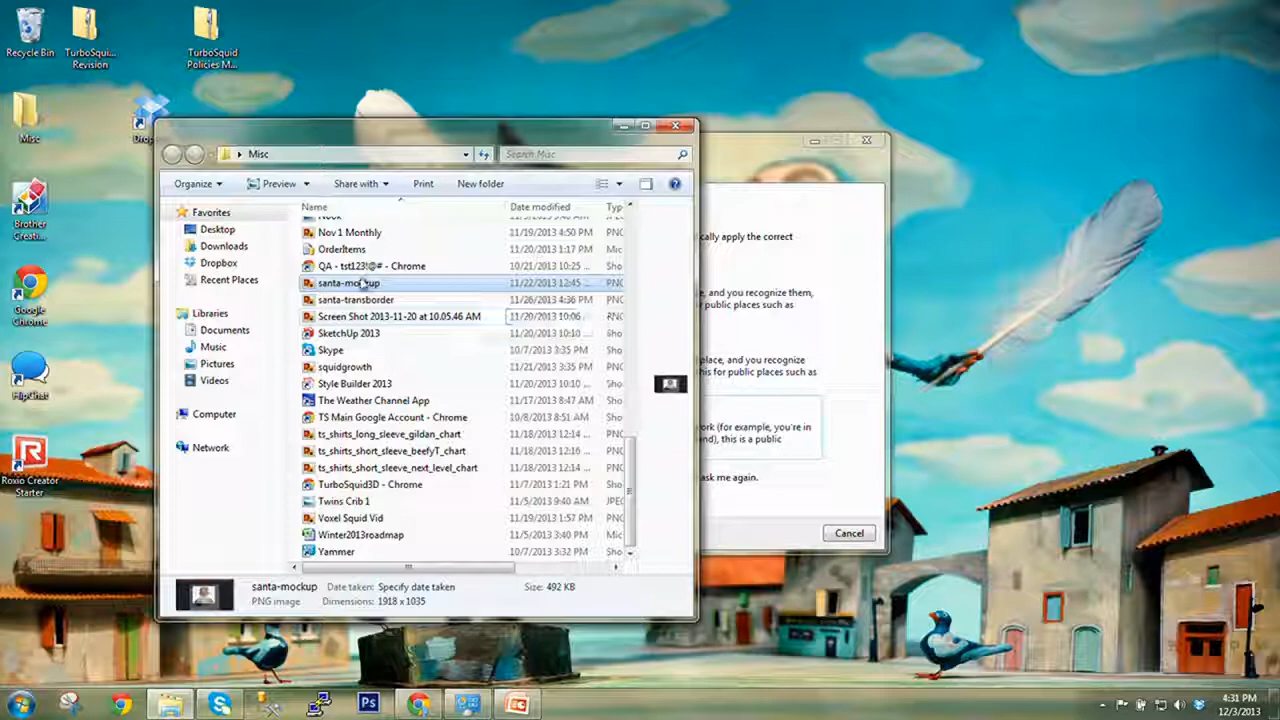 Recycle Bin
TurboSqui...
Revision
TurboSquid
Policies M...
Misc
Brother
Creati...
Google
Chrome
HipChat
Roxio Creator
Starter
Misc
Search Misc
Organize
Preview
Share with
Print
New folder
Name
Date modified
Favorites
Desktop
Downloads
Dropbox
Recent Places
Libraries
Documents
Music
Pictures
Videos
Computer
Network
Nov 1 Monthly 11/19/2013 4:50 PM PNG
OrderItems 11/20/2013 1:17 PM Mic
QA - tst123!@# - Chrome 10/21/2013 10:25 ... Sho
santa-mockup 11/22/2013 12:45 ... PNG
santa-transborder 11/26/2013 4:36 PM PNG
Screen Shot 2013-11-20 at 10.05.46 AM 11/20/2013 10:06 ... PNG
SketchUp 2013 11/20/2013 10:10 ... Sho
Skype 10/7/2013 3:35 PM Sho
squidgrowth 11/21/2013 3:35 PM PNG
Style Builder 2013 11/20/2013 10:10 ... Sho
The Weather Channel App 11/17/2013 8:47 AM Sho
TS Main Google Account - Chrome 10/8/2013 8:51 AM Sho
ts_shirts_long_sleeve_gildan_chart 11/18/2013 12:14 ... PNG
ts_shirts_short_sleeve_beefyT_chart 11/18/2013 12:16 ... PNG
ts_shirts_short_sleeve_next_level_chart 11/18/2013 12:14 ... PNG
TurboSquid3D - Chrome 11/7/2013 1:21 PM Sho
Twins Crib 1 11/5/2013 9:40 AM JPEG
Voxel Squid Vid 11/19/2013 1:57 PM PNG
Winter2013roadmap 11/5/2013 3:40 PM Mic
Yammer 10/7/2013 3:32 PM Sho
santa-mockup Date taken: Specify date taken Size: 492 KB
PNG image Dimensions: 1918 x 1035
cally apply the correct
e, and you recognize them,
r public places such as
place, and you recognize
his for public places such as
work (for example, you're in
nd), this is a public
ask me again.
Cancel
Ps
4:31 PM
12/3/2013